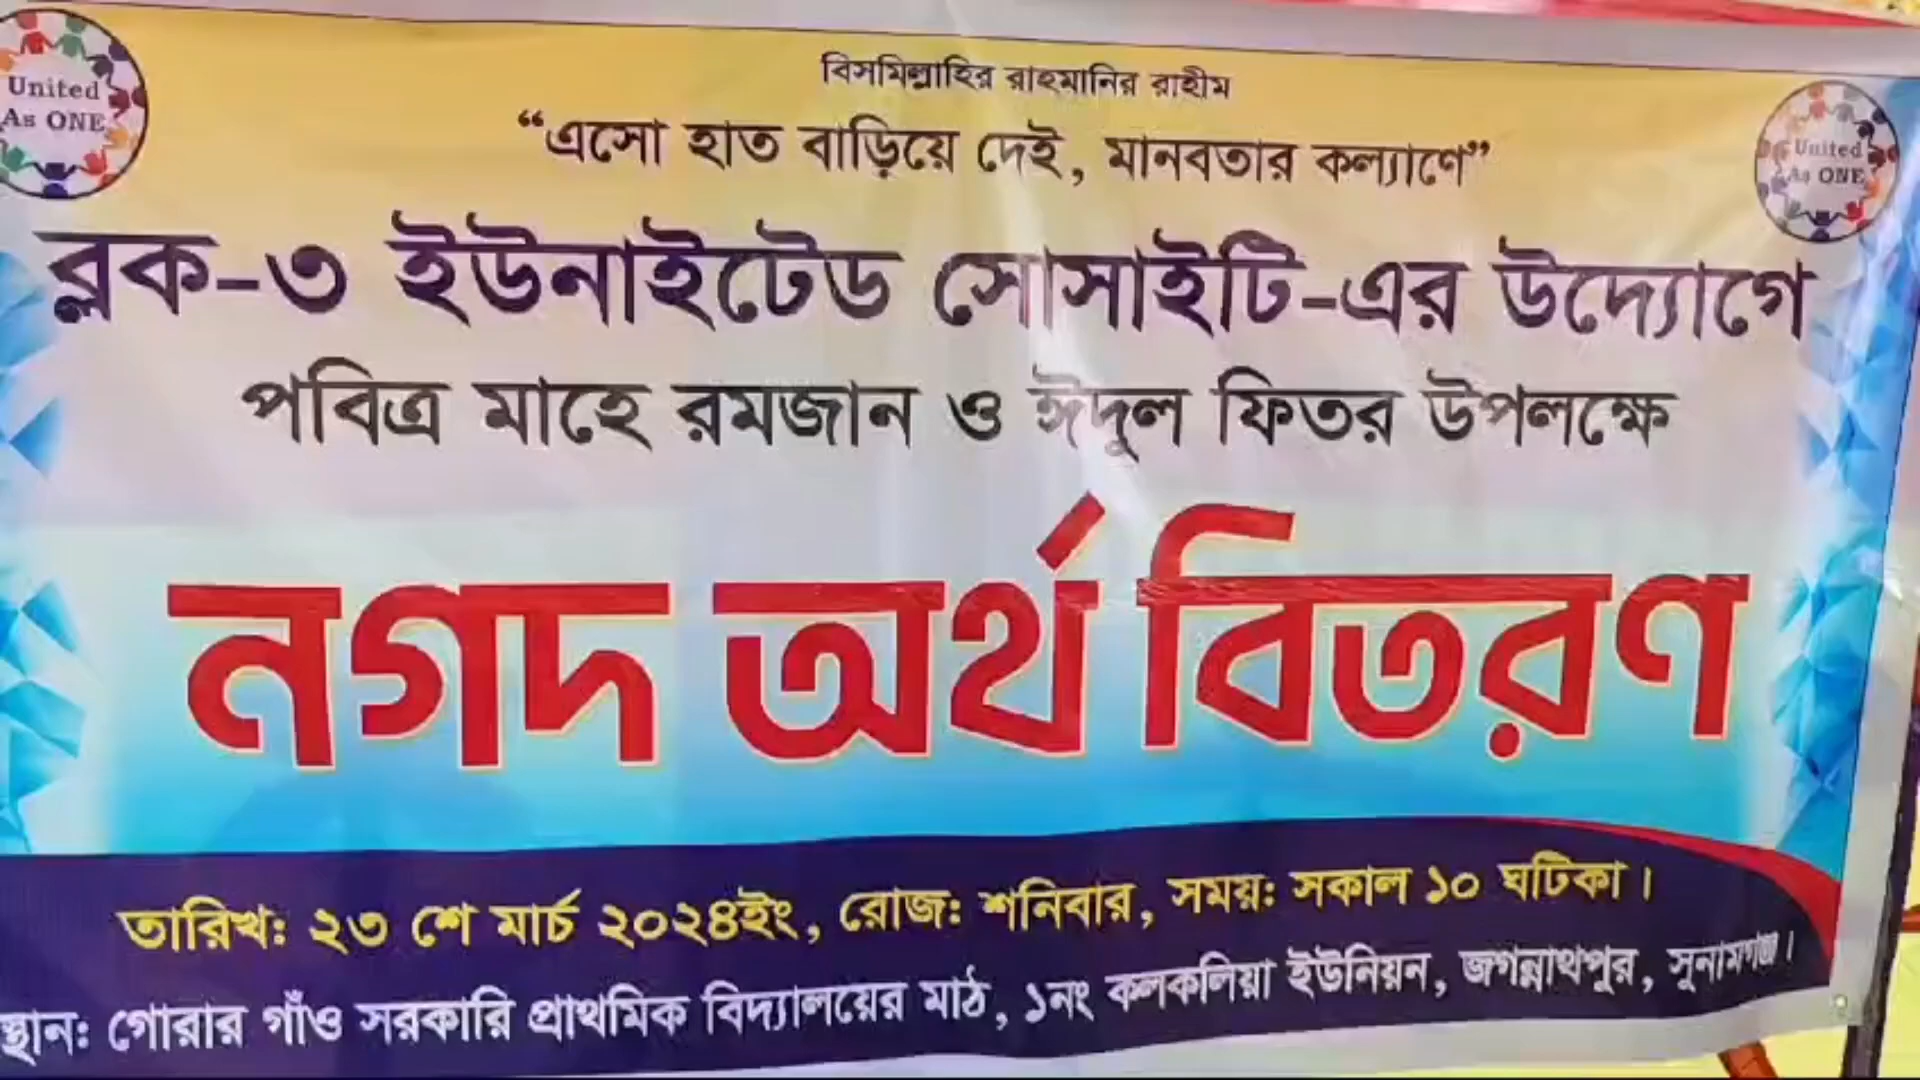 United
As ONE
বিসমিল্লাহির রাহমানির রাহীম
“এসো হাত বাড়িয়ে দেই, মানবতার কল্যাণে”
United
As ONE
ব্লক-৩ ইউনাইটেড সোসাইটি-এর উদ্যোগে
পবিত্র মাহে রমজান ও ঈদুল ফিতর উপলক্ষে
নগদ অর্থ বিতরণ
তারিখ: ২৩ শে মার্চ ২০২৪ইং, রোজ: শনিবার, সময়: সকাল ১০ ঘটিকা।
স্থান: গোরার গাঁও সরকারি প্রাথমিক বিদ্যালয়ের মাঠ, ১নং কলকলিয়া ইউনিয়ন, জগন্নাথপুর, সুনামগঞ্জ।